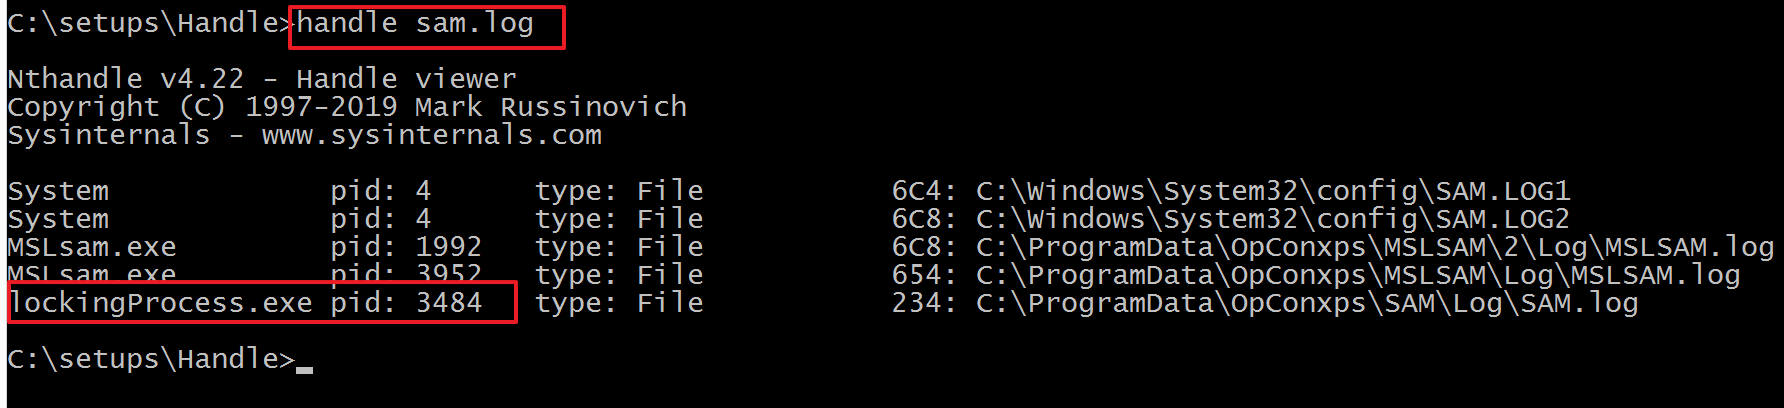 C:\setups\Handle>handle sam.log
Nthandle v4.22 - Handle viewer
Copyright (C) 1997-2019 Mark Russinovich
Sysinternals - www.sysinternals.com
System pid: 4 type: File 6C4: C:\Windows\System32\config\SAM.LOG1
System pid: 4 type: File 6C8: C:\Windows\System32\config\SAM.LOG2
MSLsam.exe pid: 1992 type: File 6C8: C:\ProgramData\OpConxps\MSLSAM\2\Log\MSLSAM.log
MSLsam.exe pid: 3952 type: File 654: C:\ProgramData\OpConxps\MSLSAM\Log\MSLSAM.log
lockingProcess.exe pid: 3484 type: File 234: C:\ProgramData\OpConxps\SAM\Log\SAM.log
C:\setups\Handle>